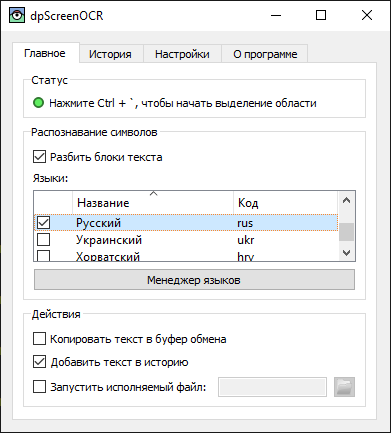 dpScreenOCR
Главное История Настройки О программе
Статус
Нажмите Ctrl + `, чтобы начать выделение области
Распознавание символов
Разбить блоки текста
Языки:
Название Код
Русский rus
Украинский ukr
Хорватский hrv
Менеджер языков
Действия
Копировать текст в буфер обмена
Добавить текст в историю
Запустить исполняемый файл: